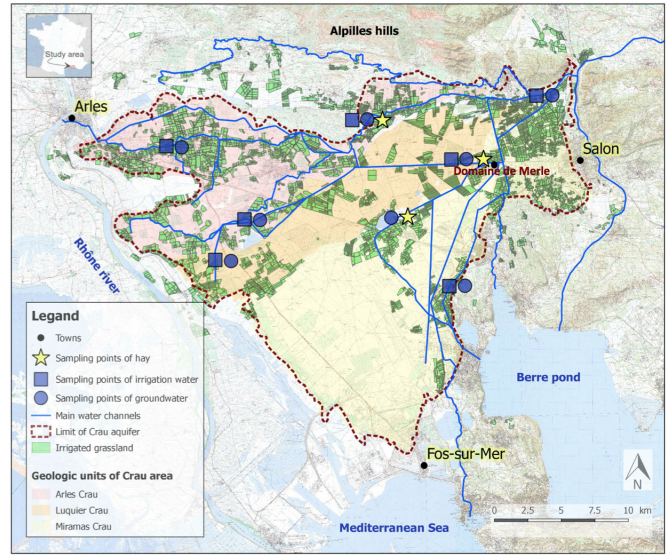 Alpilles hills
Study area
Arles
Salon
Domaine de Merle
Rhône river
Legand
Towns
Sampling points of hay
Sampling points of irrigation water
Sampling points of groundwater
Main water channels
Limit of Crau aquifer
Irrigated grassland
Geologic units of Crau area
Arles Crau
Luquier Crau
Miramas Crau
Berre pond
Fos-sur-Mer
Mediterranean Sea
N
0 2.5 5 7.5 10 km